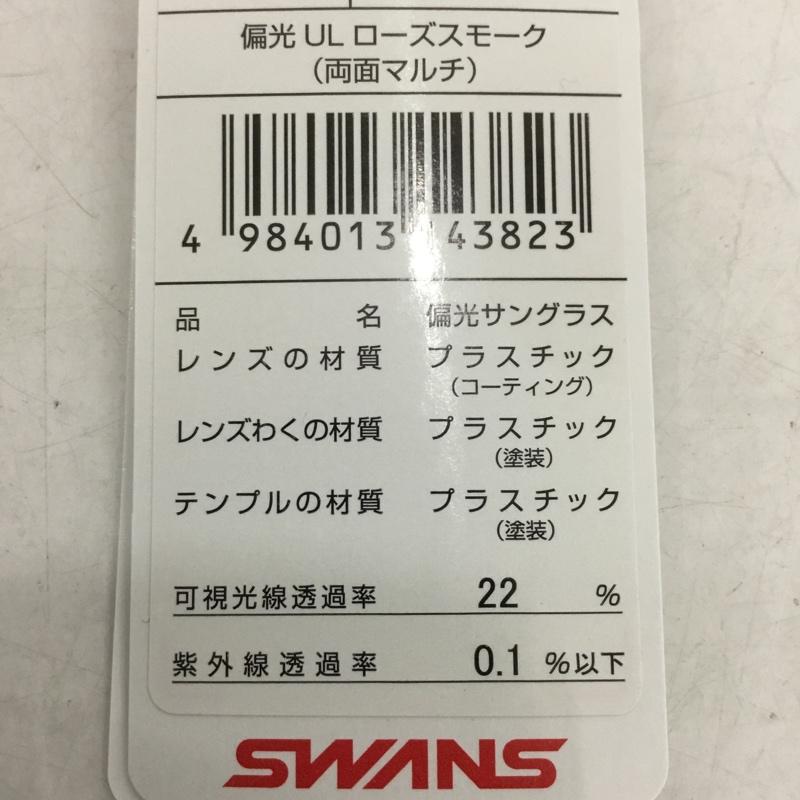 偏光 UL ローズスモーク
(両面マルチ)
4 984013 43823
品名 偏光サングラス
レンズの材質 プラスチック
(コーティング)
レンズわくの材質 プラスチック
(塗装)
テンプルの材質 プラスチック
(塗装)
可視光線透過率 22 %
紫外線透過率 0.1 %以下
SWANS